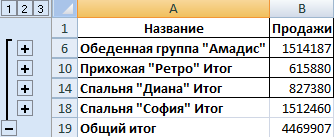 1 2 3 A B
1 Название Продажи
6 Обеденная группа "Амадис" 1514187
10 Прихожая "Ретро" Итог 615880
14 Спальня "Диана" Итог 827380
18 Спальня "София" Итог 1512460
19 Общий итог 4469907